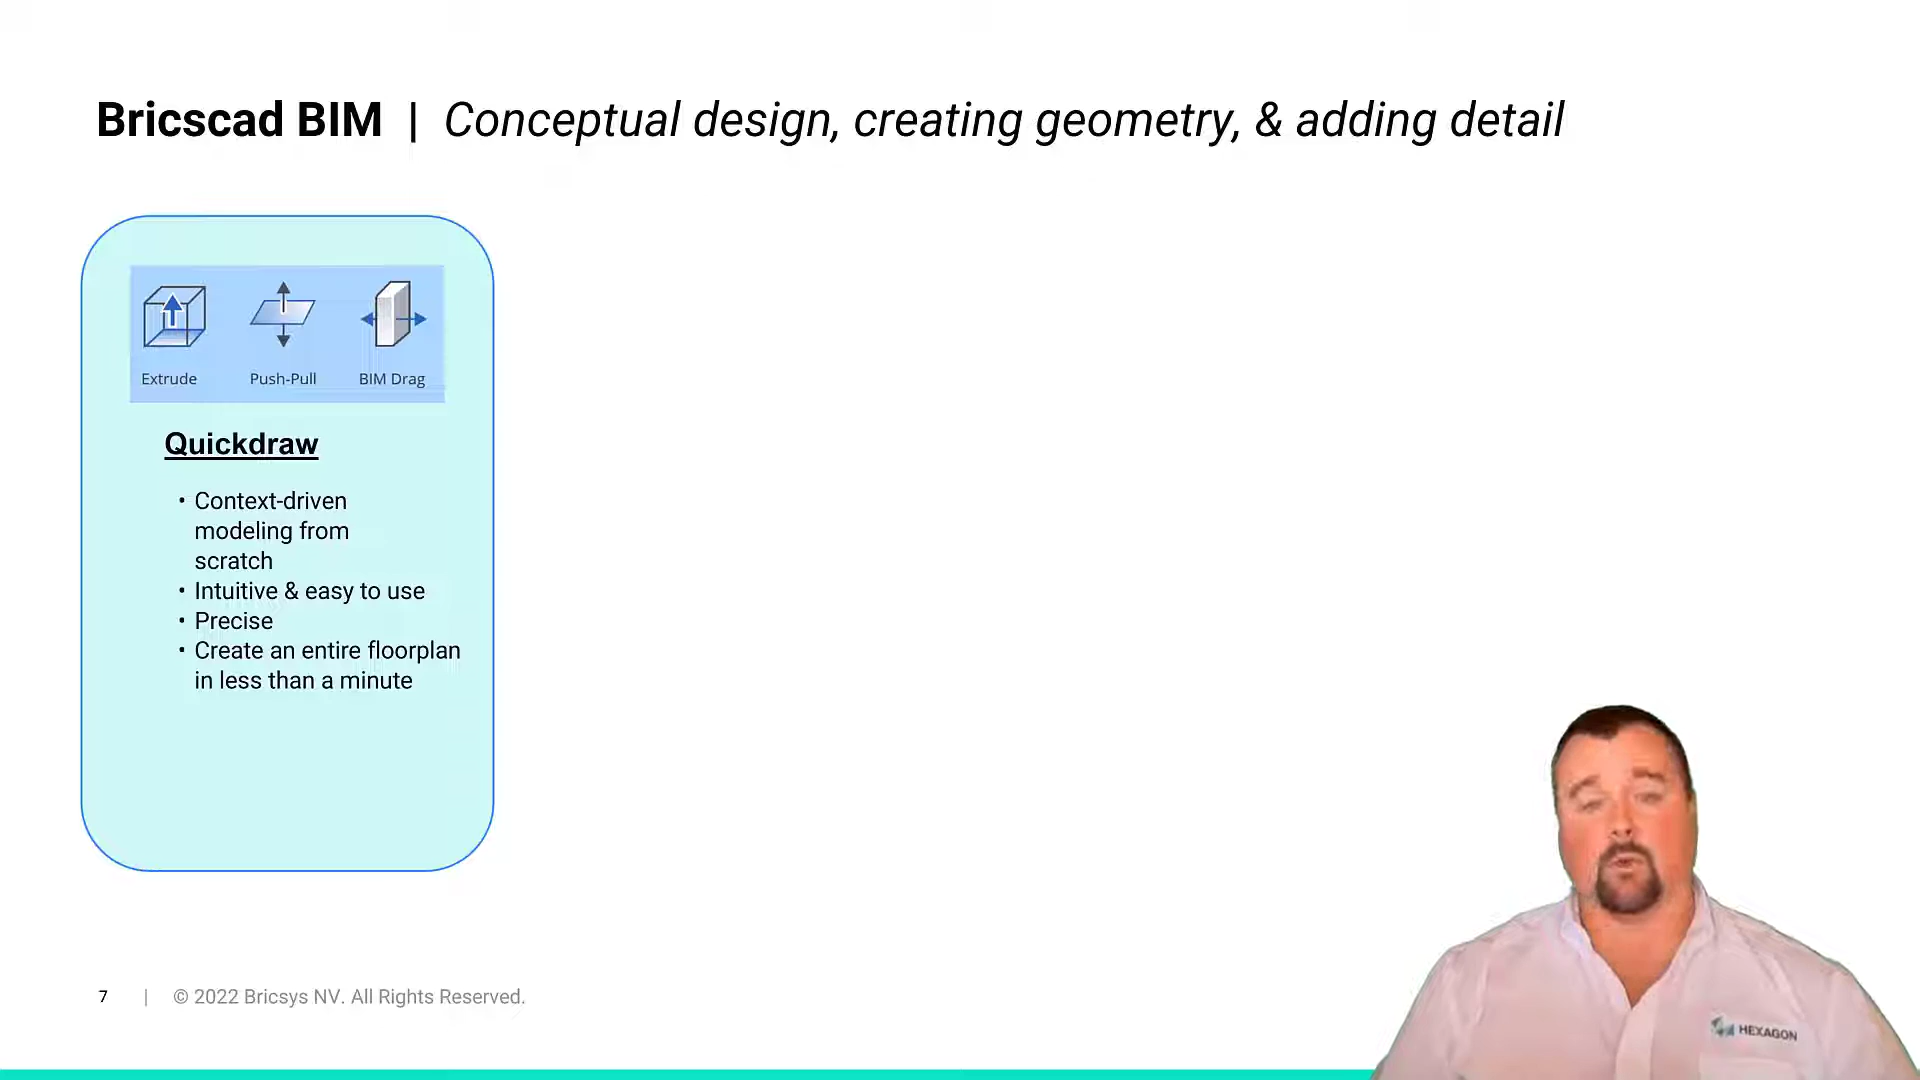 Bricscad BIM | Conceptual design, creating geometry, & adding detail
Extrude Push-Pull BIM Drag
Quickdraw
• Context-driven
modeling from
scratch
• Intuitive & easy to use
• Precise
• Create an entire floorplan
in less than a minute
HEXAGON
7 | © 2022 Bricsys NV. All Rights Reserved.